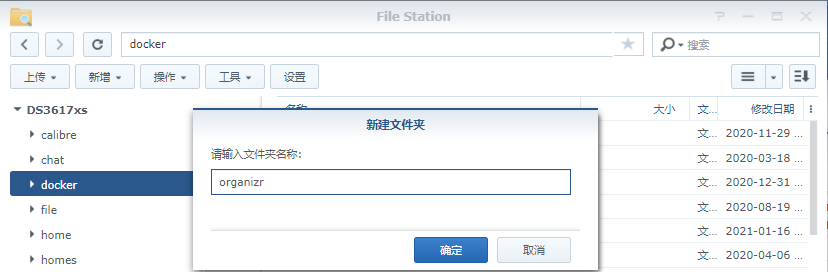 File Station
docker
搜索
上传 新增 操作 工具 设置
DS3617xs
大小 文... 修改日期
新建文件夹
calibre
文... 2020-11-29 ...
请输入文件夹名称:
chat
文... 2020-03-18 ...
docker
organizr
文... 2020-12-31 ...
file
文... 2020-08-19 ...
home
文... 2021-01-16 ...
确定 取消
homes
文... 2020-04-06 ...